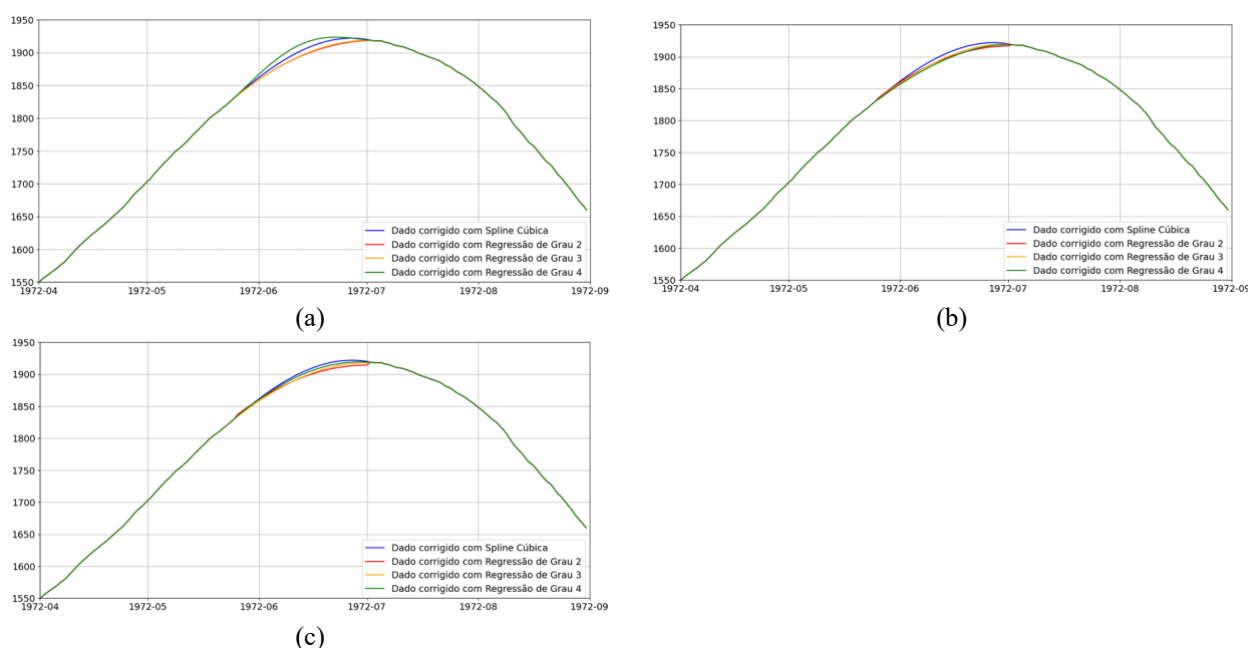 1950
1900
1850
1800
1750
1700
1650
1600
1550
1972-04 1972-05 1972-06 1972-07 1972-08 1972-09
Dado corrigido com Spline Cúbica
Dado corrigido com Regressão de Grau 2
Dado corrigido com Regressão de Grau 3
Dado corrigido com Regressão de Grau 4
(a)
1950
1900
1850
1800
1750
1700
1650
1600
1550
1972-04 1972-05 1972-06 1972-07 1972-08 1972-09
Dado corrigido com Spline Cúbica
Dado corrigido com Regressão de Grau 2
Dado corrigido com Regressão de Grau 3
Dado corrigido com Regressão de Grau 4
(b)
1950
1900
1850
1800
1750
1700
1650
1600
1550
1972-04 1972-05 1972-06 1972-07 1972-08 1972-09
Dado corrigido com Spline Cúbica
Dado corrigido com Regressão de Grau 2
Dado corrigido com Regressão de Grau 3
Dado corrigido com Regressão de Grau 4
(c)